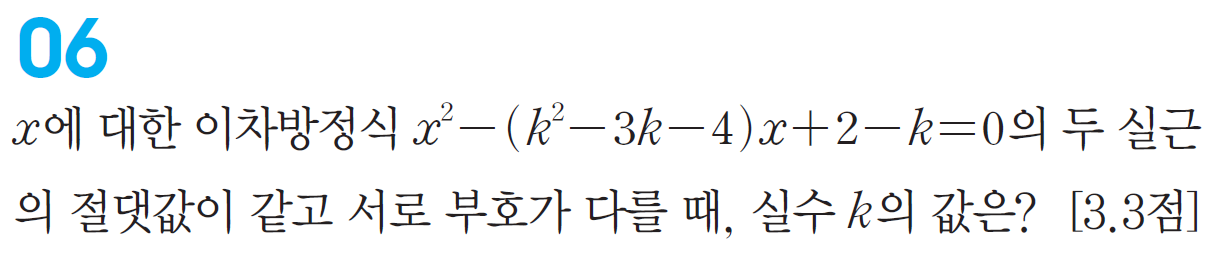 06
x에 대한 이차방정식 x²-(k²-3k-4)x+2-k=0의 두 실근
의 절댓값이 같고 서로 부호가 다를 때, 실수 k의 값은? [3.3점]